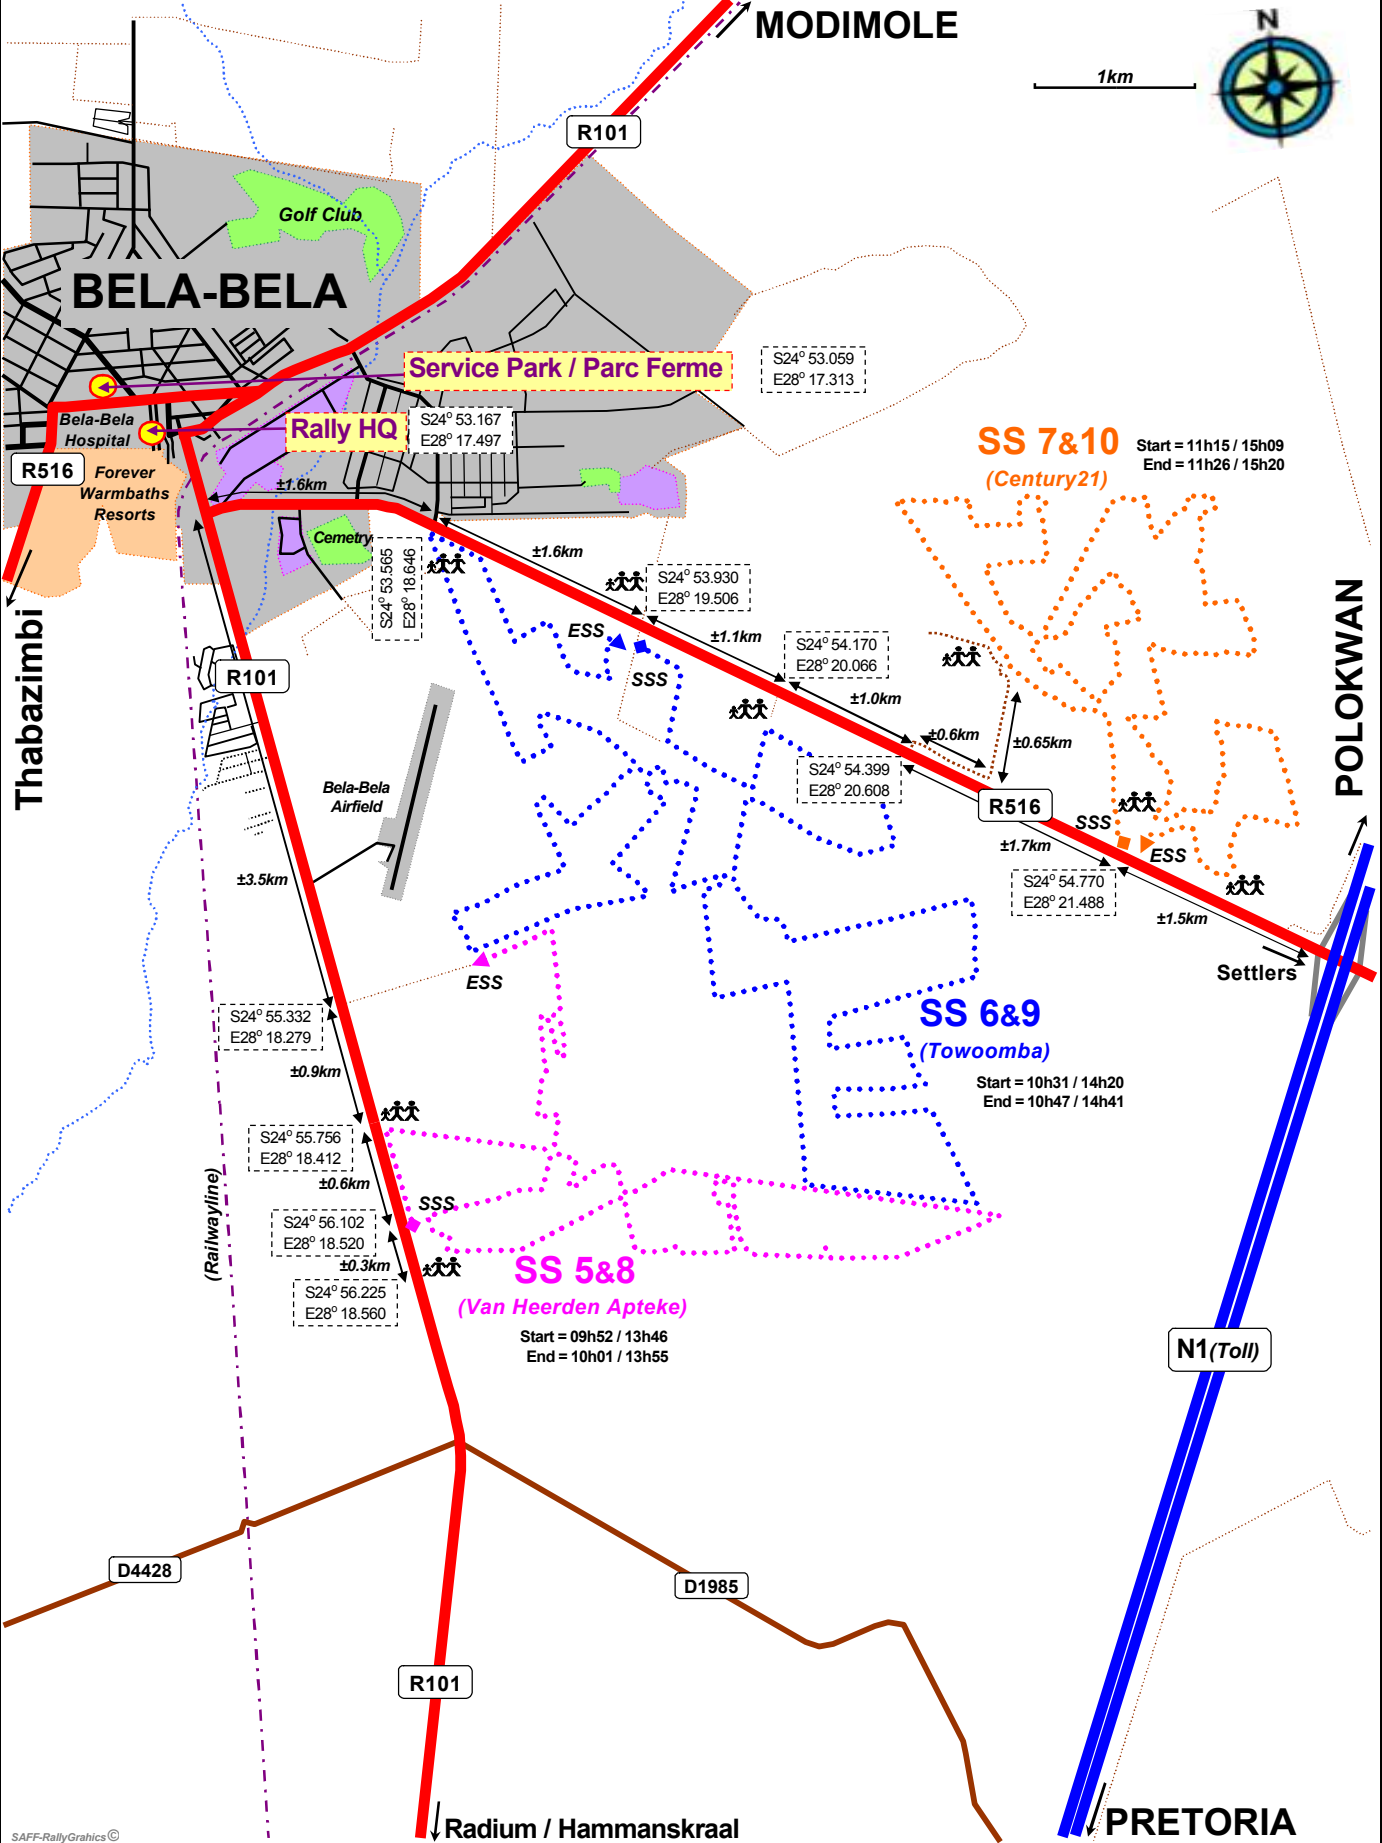 MODIMOLE
N
1km
R101
Golf Club
BELA-BELA
Service Park / Parc Ferme
S24° 53.059
E28° 17.313
Bela-Bela
Hospital
Rally HQ
S24° 53.167
E28° 17.497
SS 7&10
(Century21)
Start = 11h15 / 15h09
End = 11h26 / 15h20
R516
Forever
Warmbaths
Resorts
±1.6km
Cemetry
S24° 53.565
E28° 18.646
±1.6km
S24° 53.930
E28° 19.506
Thabazimbi
ESS
SSS
±1.1km
S24° 54.170
E28° 20.066
POLOKWAN
R101
±1.0km
±0.6km
±0.65km
Bela-Bela
Airfield
S24° 54.399
E28° 20.608
R516
SSS
ESS
±1.7km
±3.5km
S24° 54.770
E28° 21.488
±1.5km
Settlers
ESS
S24° 55.332
E28° 18.279
SS 6&9
(Towoomba)
±0.9km
Start = 10h31 / 14h20
End = 10h47 / 14h41
S24° 55.756
E28° 18.412
±0.6km
(Railwayline)
SSS
S24° 56.102
E28° 18.520
±0.3km
SS 5&8
(Van Heerden Apteke)
S24° 56.225
E28° 18.560
Start = 09h52 / 13h46
End = 10h01 / 13h55
N1(Toll)
D4428
D1985
R101
PRETORIA
Radium / Hammanskraal
SAFF-RallyGrahics©